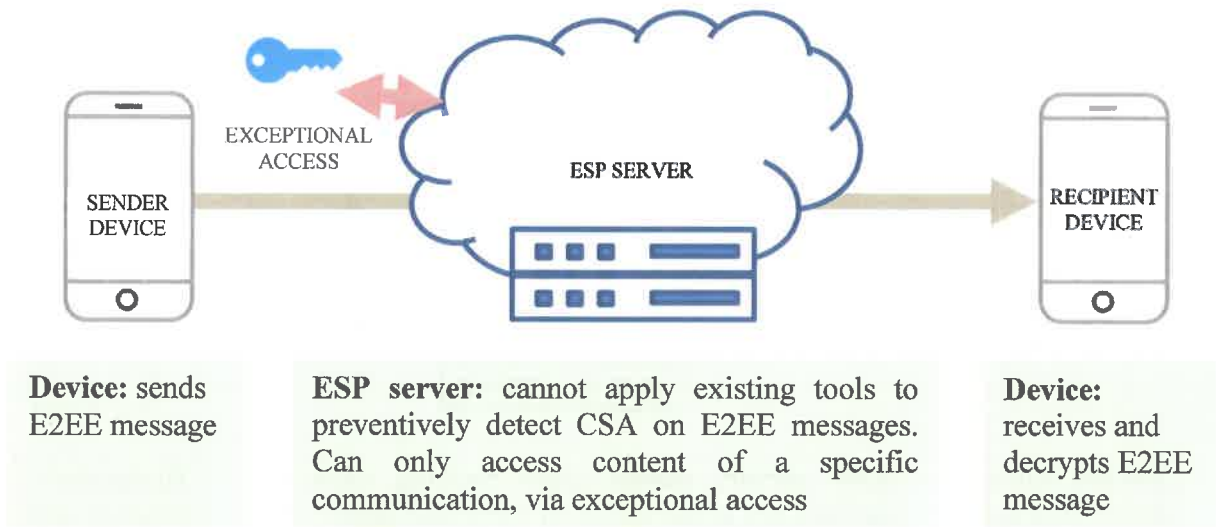 EXCEPTIONAL
ACCESS
SENDER
DEVICE
ESP SERVER
RECIPIENT
DEVICE
Device: sends
E2EE message
ESP server: cannot apply existing tools to
preventively detect CSA on E2EE messages.
Can only access content of a specific
communication, via exceptional access
Device:
receives and
decrypts E2EE
message